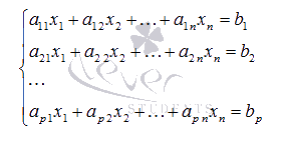 a₁₁x₁ + a₁₂x₂ + ... + a₁ₙxₙ = b₁
a₂₁x₁ + a₂₂x₂ + ... + a₂ₙxₙ = b₂
...
aₚ₁x₁ + aₚ₂x₂ + ... + aₚₙxₙ = bₚ